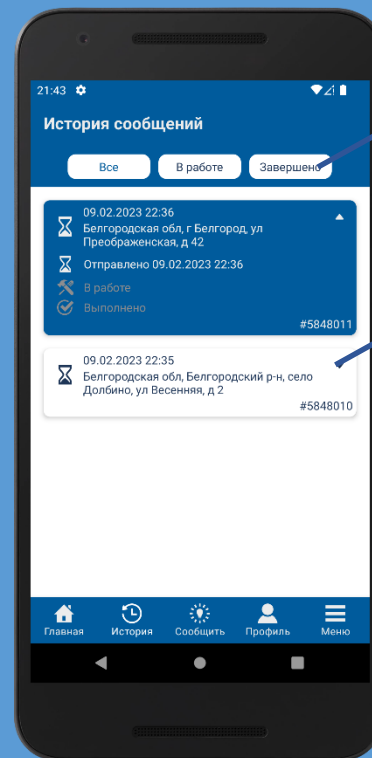 21:43
История сообщений
Все В работе Завершено
09.02.2023 22:36
Белгородская обл, г Белгород, ул
Преображенская, д 42
Отправлено 09.02.2023 22:36
В работе
Выполнено
#5848011
09.02.2023 22:35
Белгородская обл, Белгородский р-н, село
Долбино, ул Весенняя, д 2
#5848010
Главная История Сообщить Профиль Меню